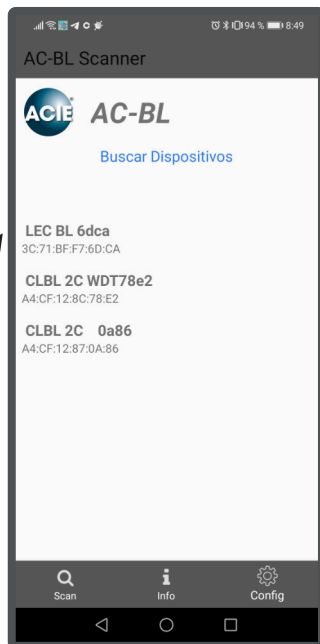 94 % 8:49
AC-BL Scanner
ACIE AC-BL
Buscar Dispositivos
LEC BL 6dca
3C:71:BF:F7:6D:CA
CLBL 2C WDT78e2
A4:CF:12:8C:78:E2
CLBL 2C 0a86
A4:CF:12:87:0A:86
Scan Info Config